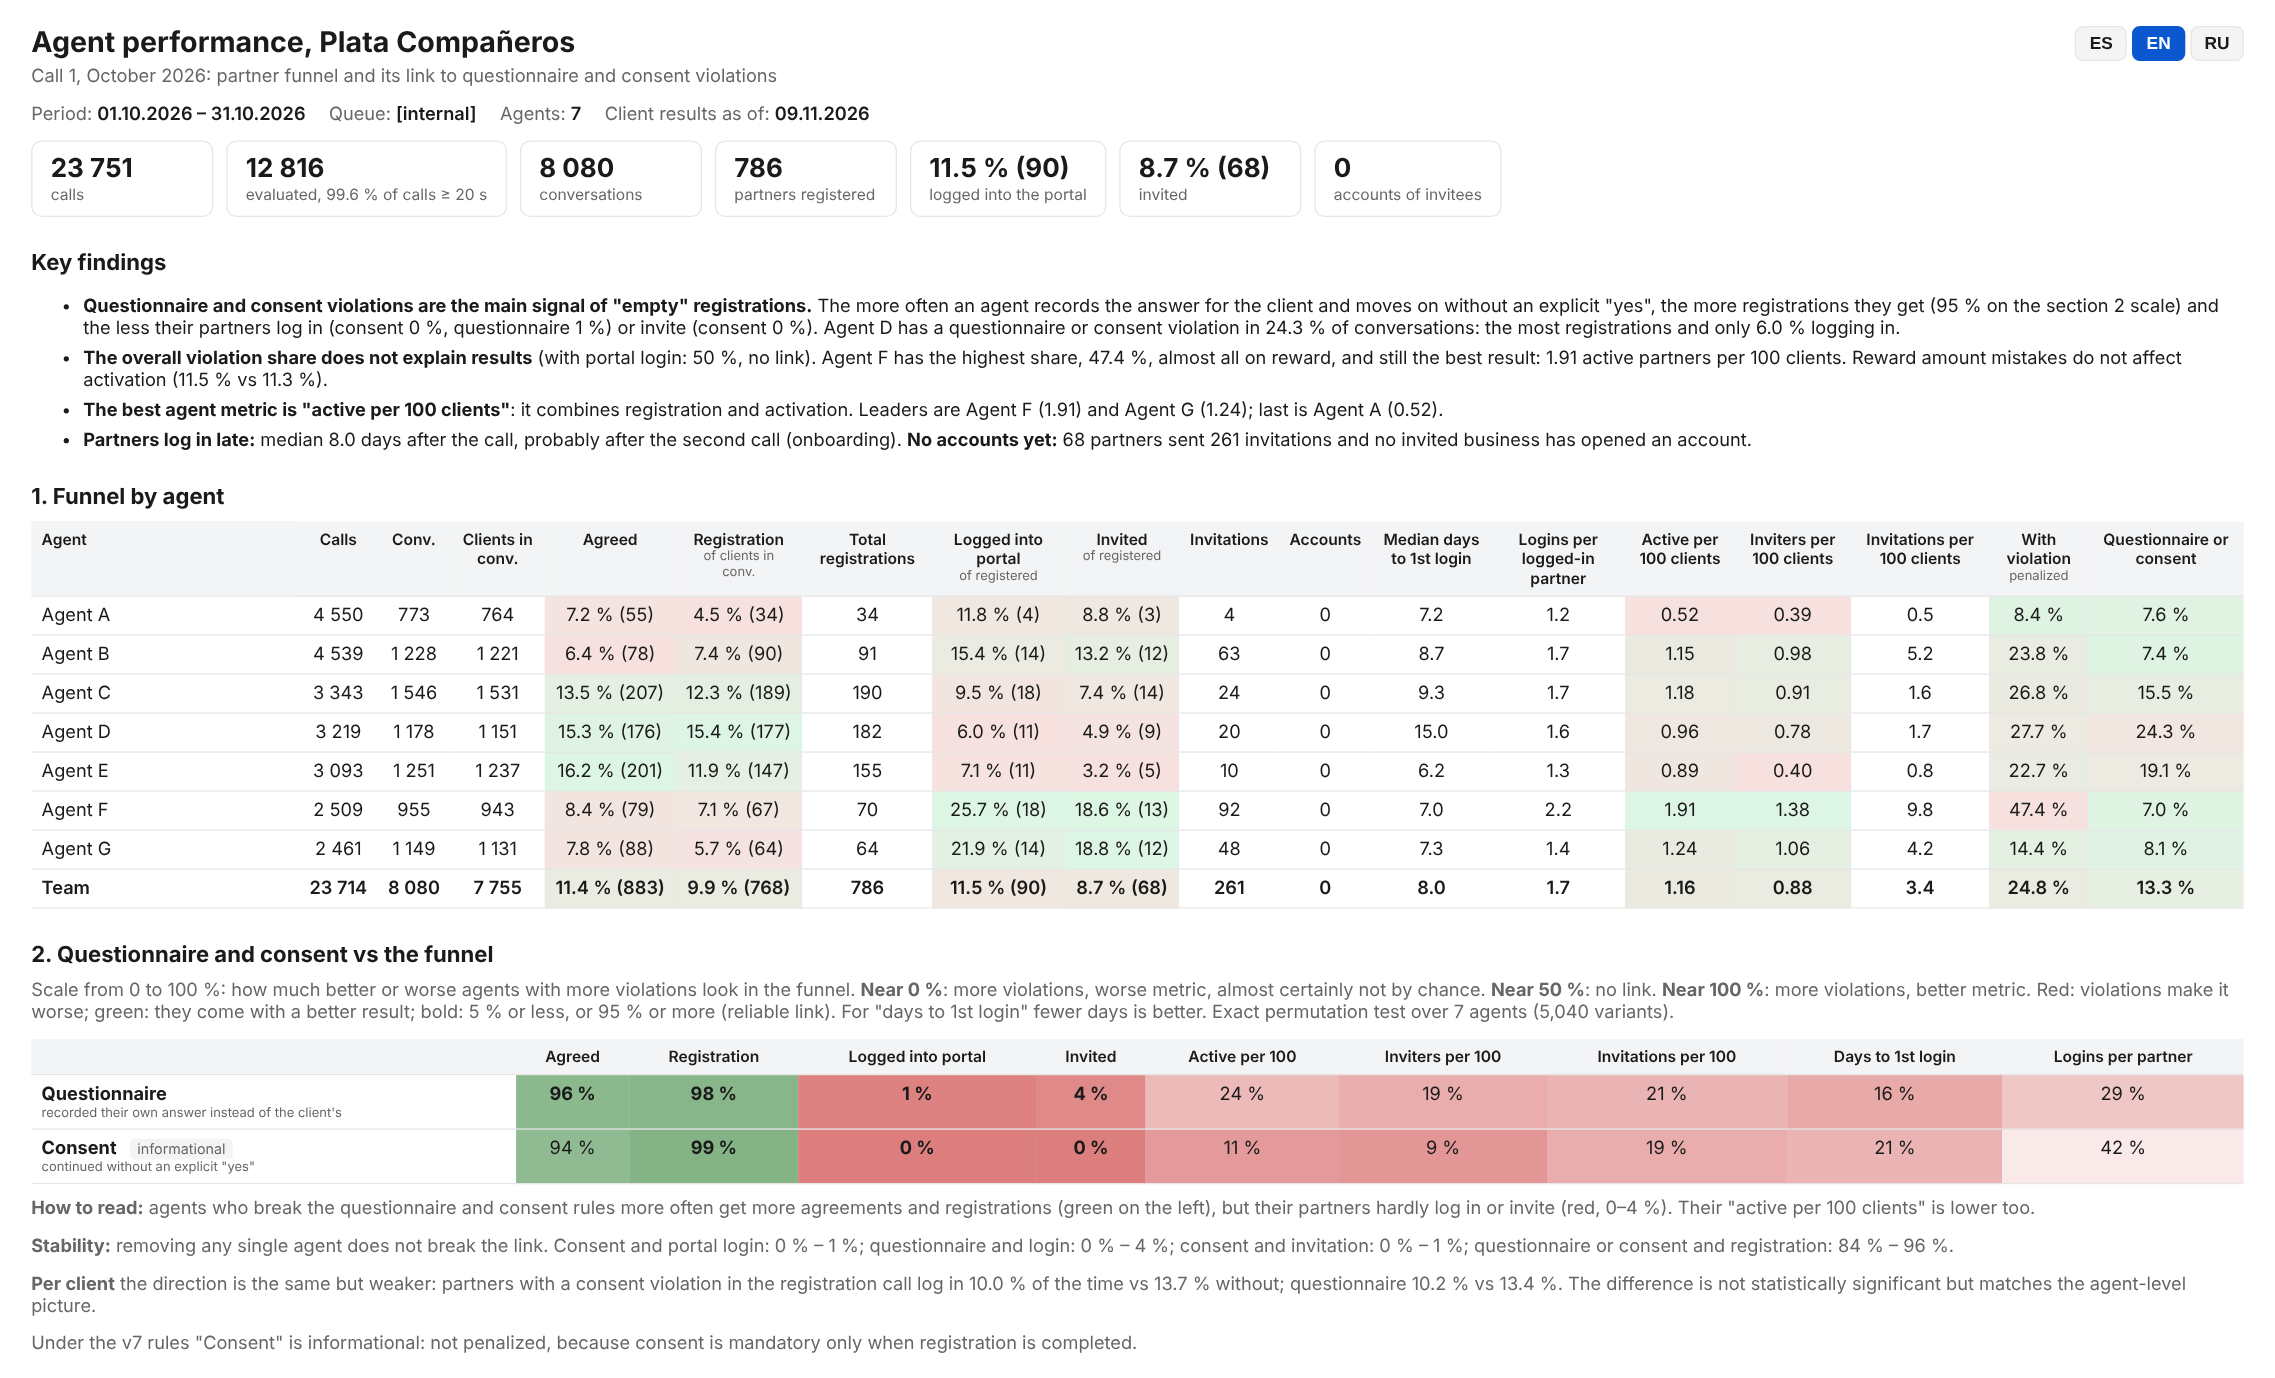 Agent performance, Plata Compañeros
ES EN RU
Call 1, October 2026: partner funnel and its link to questionnaire and consent violations
Period: 01.10.2026 – 31.10.2026 Queue: [internal] Agents: 7 Client results as of: 09.11.2026
23 751 12 816 8 080 786 11.5 % (90) 8.7 % (68) 0
calls evaluated, 99.6 % of calls ≥ 20 s conversations partners registered logged into the portal invited accounts of invitees
Key findings
• Questionnaire and consent violations are the main signal of "empty" registrations. The more often an agent records the answer for the client and moves on without an explicit "yes", the more registrations they get (95 % on the section 2 scale) and
the less their partners log in (consent 0 %, questionnaire 1 %) or invite (consent 0 %). Agent D has a questionnaire or consent violation in 24.3 % of conversations: the most registrations and only 6.0 % logging in.
• The overall violation share does not explain results (with portal login: 50 %, no link). Agent F has the highest share, 47.4 %, almost all on reward, and still the best result: 1.91 active partners per 100 clients. Reward amount mistakes do not affect
activation (11.5 % vs 11.3 %).
• The best agent metric is "active per 100 clients": it combines registration and activation. Leaders are Agent F (1.91) and Agent G (1.24); last is Agent A (0.52).
• Partners log in late: median 8.0 days after the call, probably after the second call (onboarding). No accounts yet: 68 partners sent 261 invitations and no invited business has opened an account.
1. Funnel by agent
Agent Calls Conv. Clients in Agreed Registration Total Logged into Invited Invitations Accounts Median days Logins per Active per Inviters per Invitations per With Questionnaire or
conv. of clients in registrations portal of registered to 1st login logged-in 100 clients 100 clients 100 clients violation consent
conv. of registered partner penalized
Agent A 4 550 773 764 7.2 % (55) 4.5 % (34) 34 11.8 % (4) 8.8 % (3) 4 0 7.2 1.2 0.52 0.39 0.5 8.4 % 7.6 %
Agent B 4 539 1 228 1 221 6.4 % (78) 7.4 % (90) 91 15.4 % (14) 13.2 % (12) 63 0 8.7 1.7 1.15 0.98 5.2 23.8 % 7.4 %
Agent C 3 343 1 546 1 531 13.5 % (207) 12.3 % (189) 190 9.5 % (18) 7.4 % (14) 24 0 9.3 1.7 1.18 0.91 1.6 26.8 % 15.5 %
Agent D 3 219 1 178 1 151 15.3 % (176) 15.4 % (177) 182 6.0 % (11) 4.9 % (9) 20 0 15.0 1.6 0.96 0.78 1.7 27.7 % 24.3 %
Agent E 3 093 1 251 1 237 16.2 % (201) 11.9 % (147) 155 7.1 % (11) 3.2 % (5) 10 0 6.2 1.3 0.89 0.40 0.8 22.7 % 19.1 %
Agent F 2 509 955 943 8.4 % (79) 7.1 % (67) 70 25.7 % (18) 18.6 % (13) 92 0 7.0 2.2 1.91 1.38 9.8 47.4 % 7.0 %
Agent G 2 461 1 149 1 131 7.8 % (88) 5.7 % (64) 64 21.9 % (14) 18.8 % (12) 48 0 7.3 1.4 1.24 1.06 4.2 14.4 % 8.1 %
Team 23 714 8 080 7 755 11.4 % (883) 9.9 % (768) 786 11.5 % (90) 8.7 % (68) 261 0 8.0 1.7 1.16 0.88 3.4 24.8 % 13.3 %
2. Questionnaire and consent vs the funnel
Scale from 0 to 100 %: how much better or worse agents with more violations look in the funnel. Near 0 %: more violations, worse metric, almost certainly not by chance. Near 50 %: no link. Near 100 %: more violations, better metric. Red: violations make it
worse; green: they come with a better result; bold: 5 % or less, or 95 % or more (reliable link). For "days to 1st login" fewer days is better. Exact permutation test over 7 agents (5,040 variants).
Agreed Registration Logged into portal Invited Active per 100 Inviters per 100 Invitations per 100 Days to 1st login Logins per partner
Questionnaire 96 % 98 % 1 % 4 % 24 % 19 % 21 % 16 % 29 %
recorded their own answer instead of the client's
Consent informational 94 % 99 % 0 % 0 % 11 % 9 % 19 % 21 % 42 %
continued without an explicit "yes"
How to read: agents who break the questionnaire and consent rules more often get more agreements and registrations (green on the left), but their partners hardly log in or invite (red, 0–4 %). Their "active per 100 clients" is lower too.
Stability: removing any single agent does not break the link. Consent and portal login: 0 % – 1 %; questionnaire and login: 0 % – 4 %; consent and invitation: 0 % – 1 %; questionnaire or consent and registration: 84 % – 96 %.
Per client the direction is the same but weaker: partners with a consent violation in the registration call log in 10.0 % of the time vs 13.7 % without; questionnaire 10.2 % vs 13.4 %. The difference is not statistically significant but matches the agent-level
picture.
Under the v7 rules "Consent" is informational: not penalized, because consent is mandatory only when registration is completed.